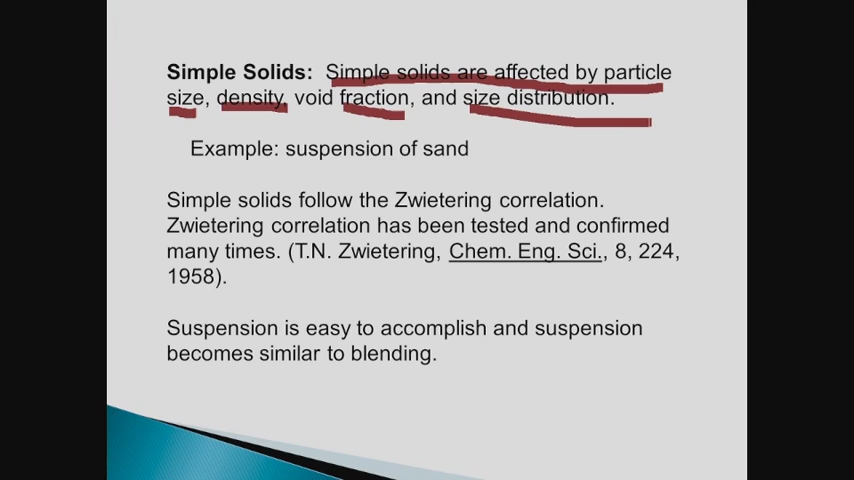 Simple Solids: Simple solids are affected by particle
size, density, void fraction, and size distribution.
Example: suspension of sand
Simple solids follow the Zwietering correlation.
Zwietering correlation has been tested and confirmed
many times. (T.N. Zwietering, Chem. Eng. Sci., 8, 224,
1958).
Suspension is easy to accomplish and suspension
becomes similar to blending.